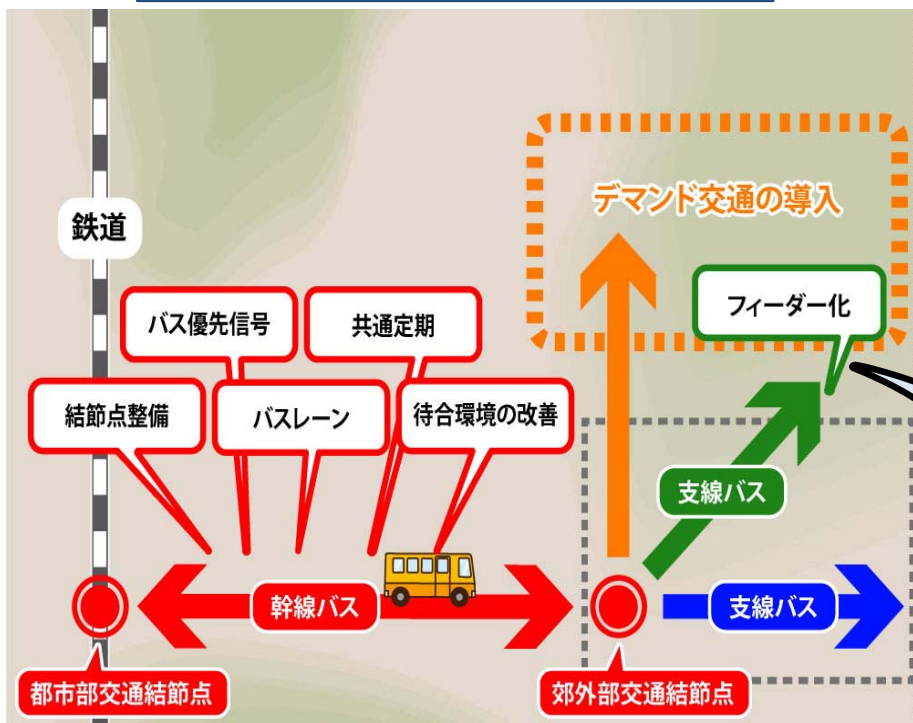 デマンド交通の導入
鉄道
フィーダー化
バス優先信号
共通定期
結節点整備
バスレーン
待合環境の改善
支線バス
幹線バス
支線バス
都市部交通結節点
郊外部交通結節点